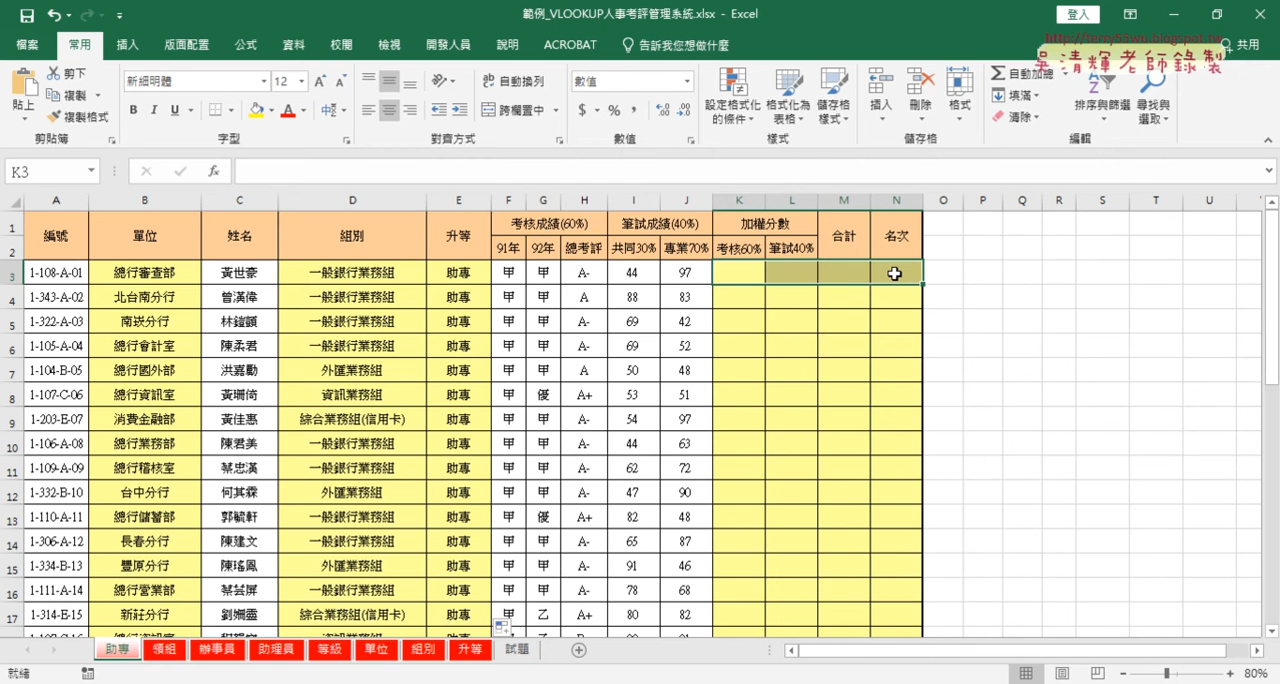 範例_VLOOKUP人事考評管理系統.xlsx - Excel
登入
檔案 常用 插入 版面配置 公式 資料 校閱 檢視 開發人員 說明 ACROBAT 告訴我您想做什麼 共用
http://terry55wu.blogspot.tw
吳清輝老師錄製
貼上 剪下 複製 複製格式 剪貼簿
新細明體 12 B I U A 中 字型
ab 自動換列 跨欄置中 對齊方式
數值 $ % , 數值
設定格式化的條件 格式化為表格 儲存格樣式 樣式
插入 刪除 格式 儲存格
自動加總 填滿 清除 排序與篩選 尋找與選取 編輯
K3 fx
A B C D E F G H I J K L M N O P Q R S T U
1 編號 單位 姓名 組別 升等 考核成績(60%) 筆試成績(40%) 加權分數 合計 名次
2 91年 92年 總考評 共同30% 專業70% 考核60% 筆試40%
3 1-108-A-01 總行審查部 黃世豪 一般銀行業務組 助專 甲 甲 A- 44 97
4 1-343-A-02 北台南分行 曾漢偉 一般銀行業務組 助專 甲 甲 A 88 83
5 1-322-A-03 南崁分行 林鎧顗 一般銀行業務組 助專 甲 甲 A- 69 42
6 1-105-A-04 總行會計室 陳柔君 一般銀行業務組 助專 甲 甲 A- 69 52
7 1-104-B-05 總行國外部 洪嘉勵 外匯業務組 助專 甲 甲 A 50 48
8 1-107-C-06 總行資訊室 黃珊倚 資訊業務組 助專 甲 優 A+ 53 51
9 1-203-E-07 消費金融部 黃佳惠 綜合業務組(信用卡) 助專 甲 甲 A- 54 97
10 1-106-A-08 總行業務部 陳君美 一般銀行業務組 助專 甲 甲 A- 44 63
11 1-109-A-09 總行稽核室 蔡忠漢 一般銀行業務組 助專 甲 甲 A- 62 72
12 1-332-B-10 台中分行 何其霖 外匯業務組 助專 甲 甲 A- 47 90
13 1-110-A-11 總行儲蓄部 郭毓軒 一般銀行業務組 助專 甲 優 A+ 82 48
14 1-306-A-12 長春分行 陳建文 一般銀行業務組 助專 甲 甲 A- 65 87
15 1-334-B-13 豐原分行 陳瑤鳳 外匯業務組 助專 甲 甲 A- 91 46
16 1-111-A-14 總行營業部 蔡芸屏 一般銀行業務組 助專 甲 甲 A- 78 68
17 1-314-E-15 新莊分行 劉姍靈 綜合業務組(信用卡) 助專 甲 乙 A+ 80 82
助專 領組 辦事員 助理員 等級 單位 組別 升等 試題
就緒 80%